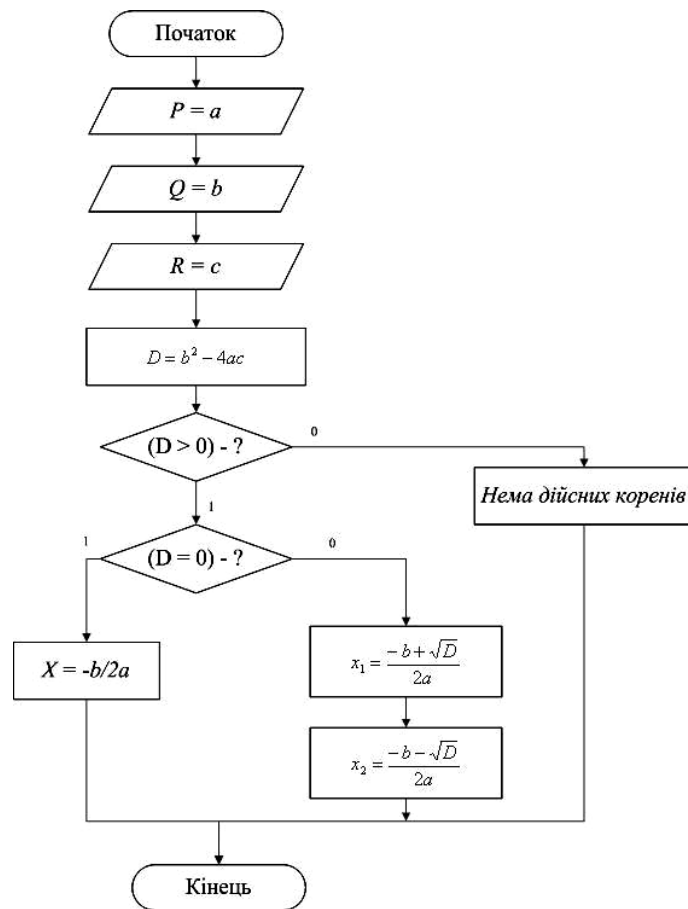 Початок
P = a
Q = b
R = c
D = b² − 4ac
(D > 0) - ?
0
Нема дійсних коренів
1
(D = 0) - ?
1
0
X = -b/2a
x₁ = (−b + √D) / 2a
x₂ = (−b − √D) / 2a
Кінець